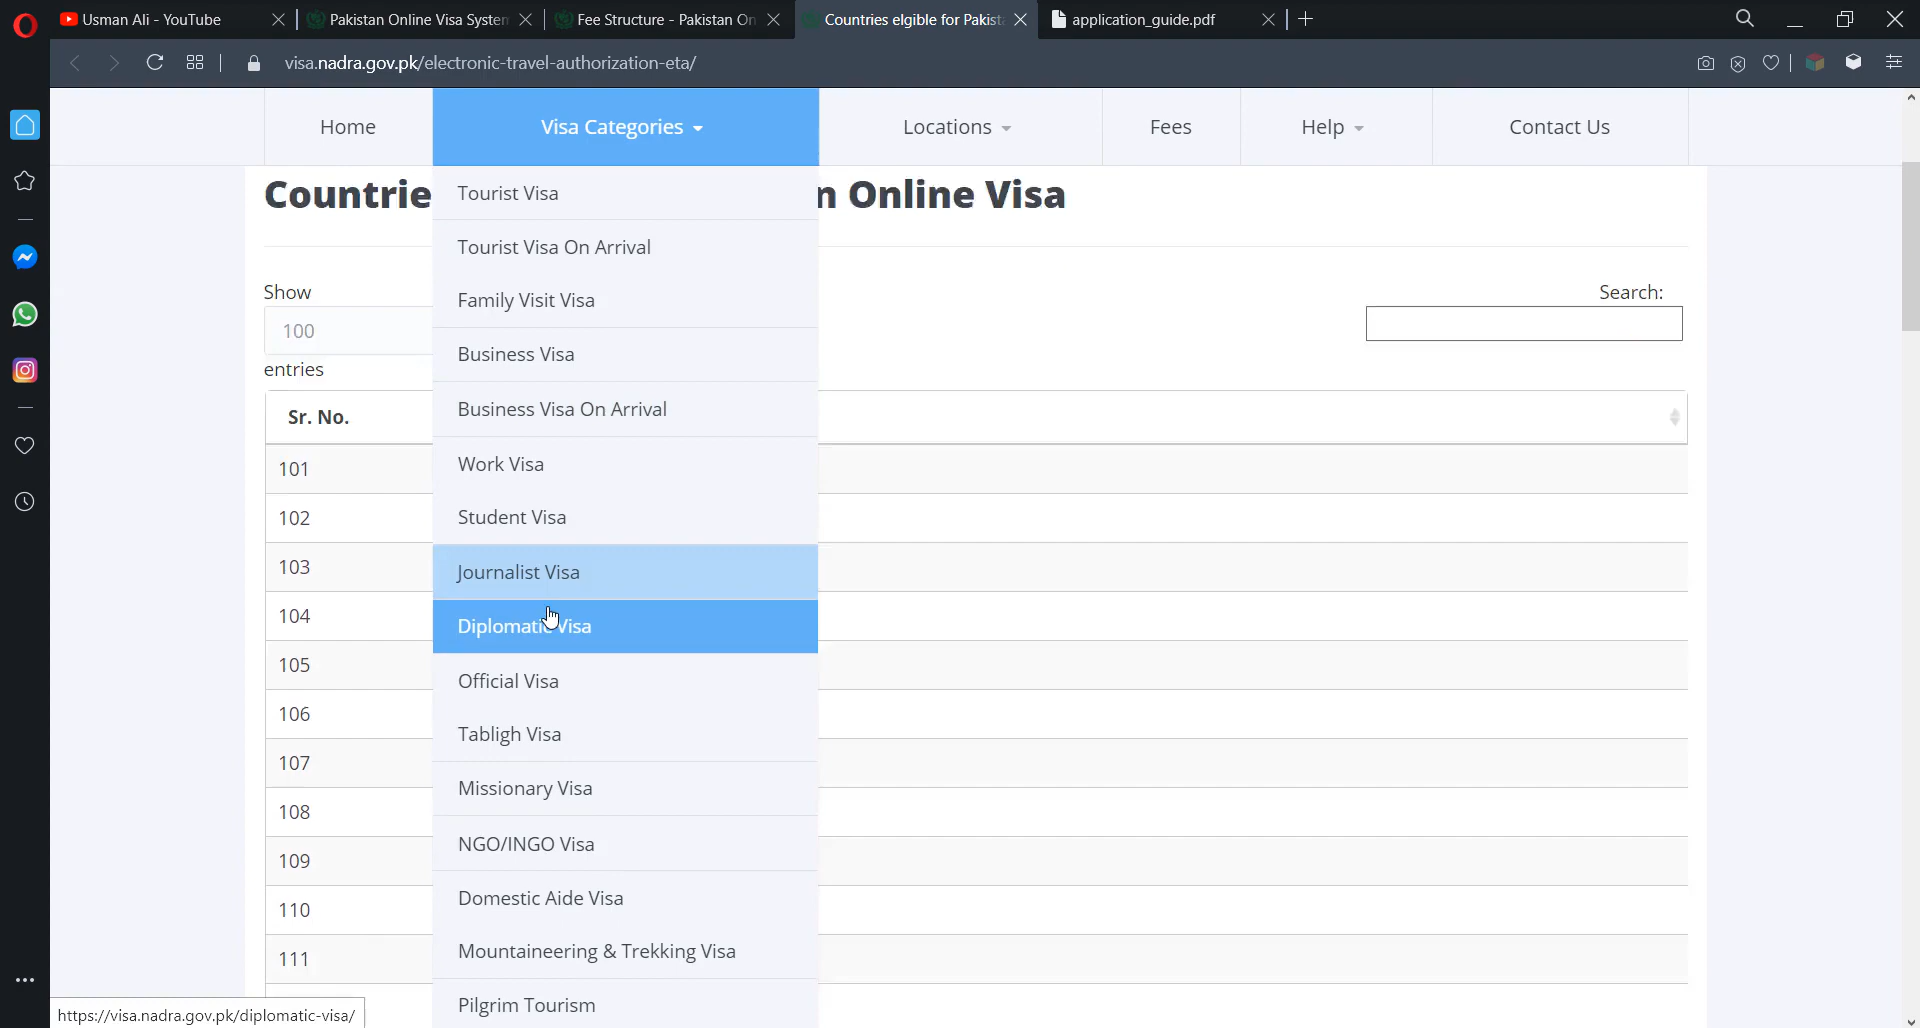 Usman Ali - YouTube
Pakistan Online Visa System
Fee Structure - Pakistan On
Countries elgible for Pakist
application_guide.pdf
visa.nadra.gov.pk/electronic-travel-authorization-eta/
Home
Visa Categories
Locations
Fees
Help
Contact Us
Countrie
n Online Visa
Tourist Visa
Tourist Visa On Arrival
Family Visit Visa
Business Visa
Business Visa On Arrival
Work Visa
Student Visa
Journalist Visa
Diplomatic Visa
Official Visa
Tabligh Visa
Missionary Visa
NGO/INGO Visa
Domestic Aide Visa
Mountaineering & Trekking Visa
Pilgrim Tourism
Show
100
entries
Search:
Sr. No.
101
102
103
104
105
106
107
108
109
110
111
https://visa.nadra.gov.pk/diplomatic-visa/